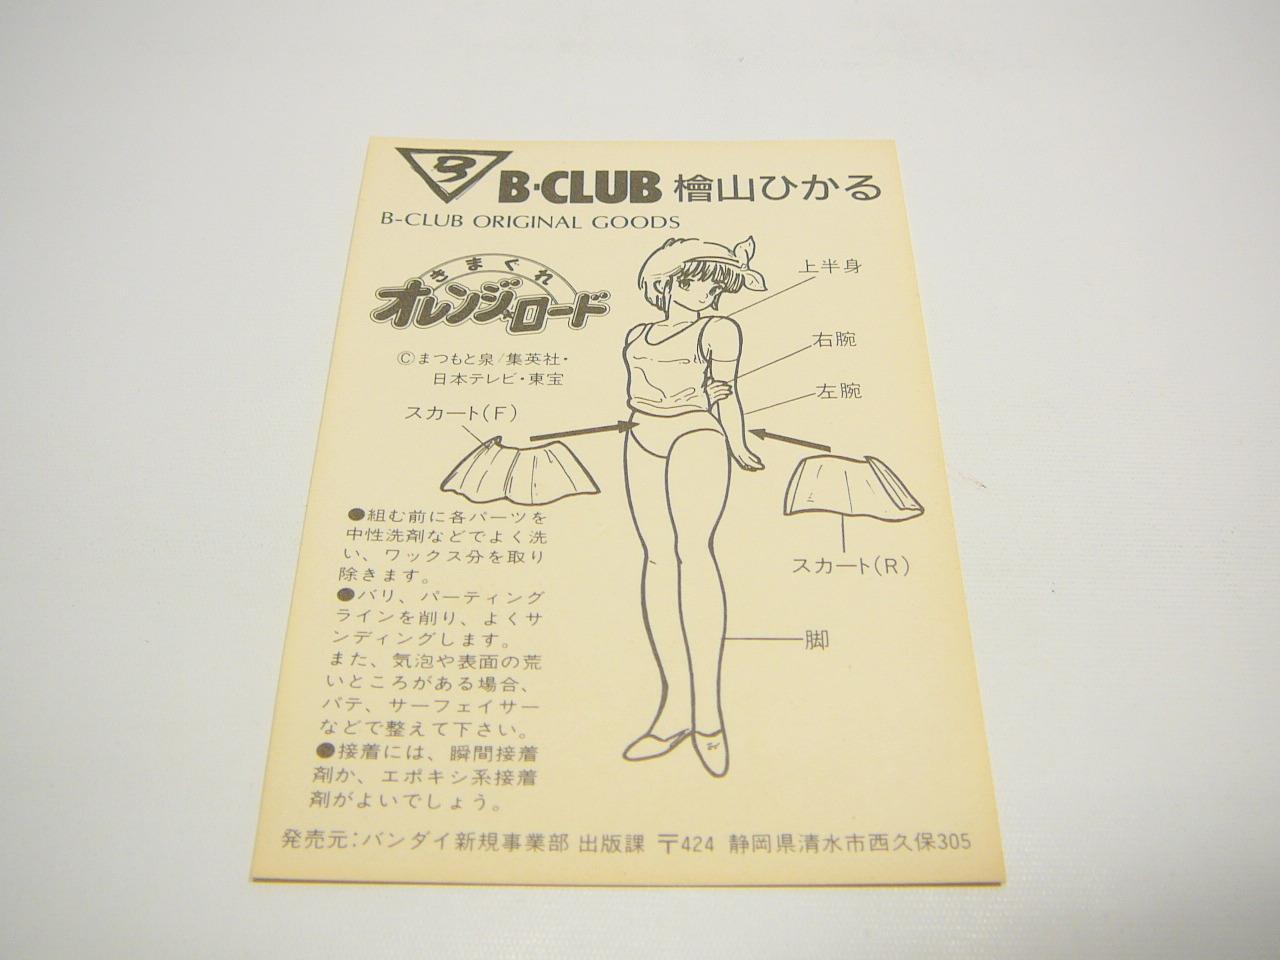 B·CLUB 檜山ひかる
B-CLUB ORIGINAL GOODS
きまぐれ
オレンジ★ロード
©まつもと泉/集英社・
日本テレビ・東宝
上半身
右腕
左腕
スカート(F)
スカート(R)
脚
●組む前に各パーツを
中性洗剤などでよく洗
い、ワックス分を取り
除きます。
●バリ、パーティング
ラインを削り、よくサ
ンディングします。
また、気泡や表面の荒
いところがある場合、
パテ、サーフェイサー
などで整えて下さい。
●接着には、瞬間接着
剤か、エポキシ系接着
剤がよいでしょう。
発売元:バンダイ新規事業部 出版課 〒424 静岡県清水市西久保305